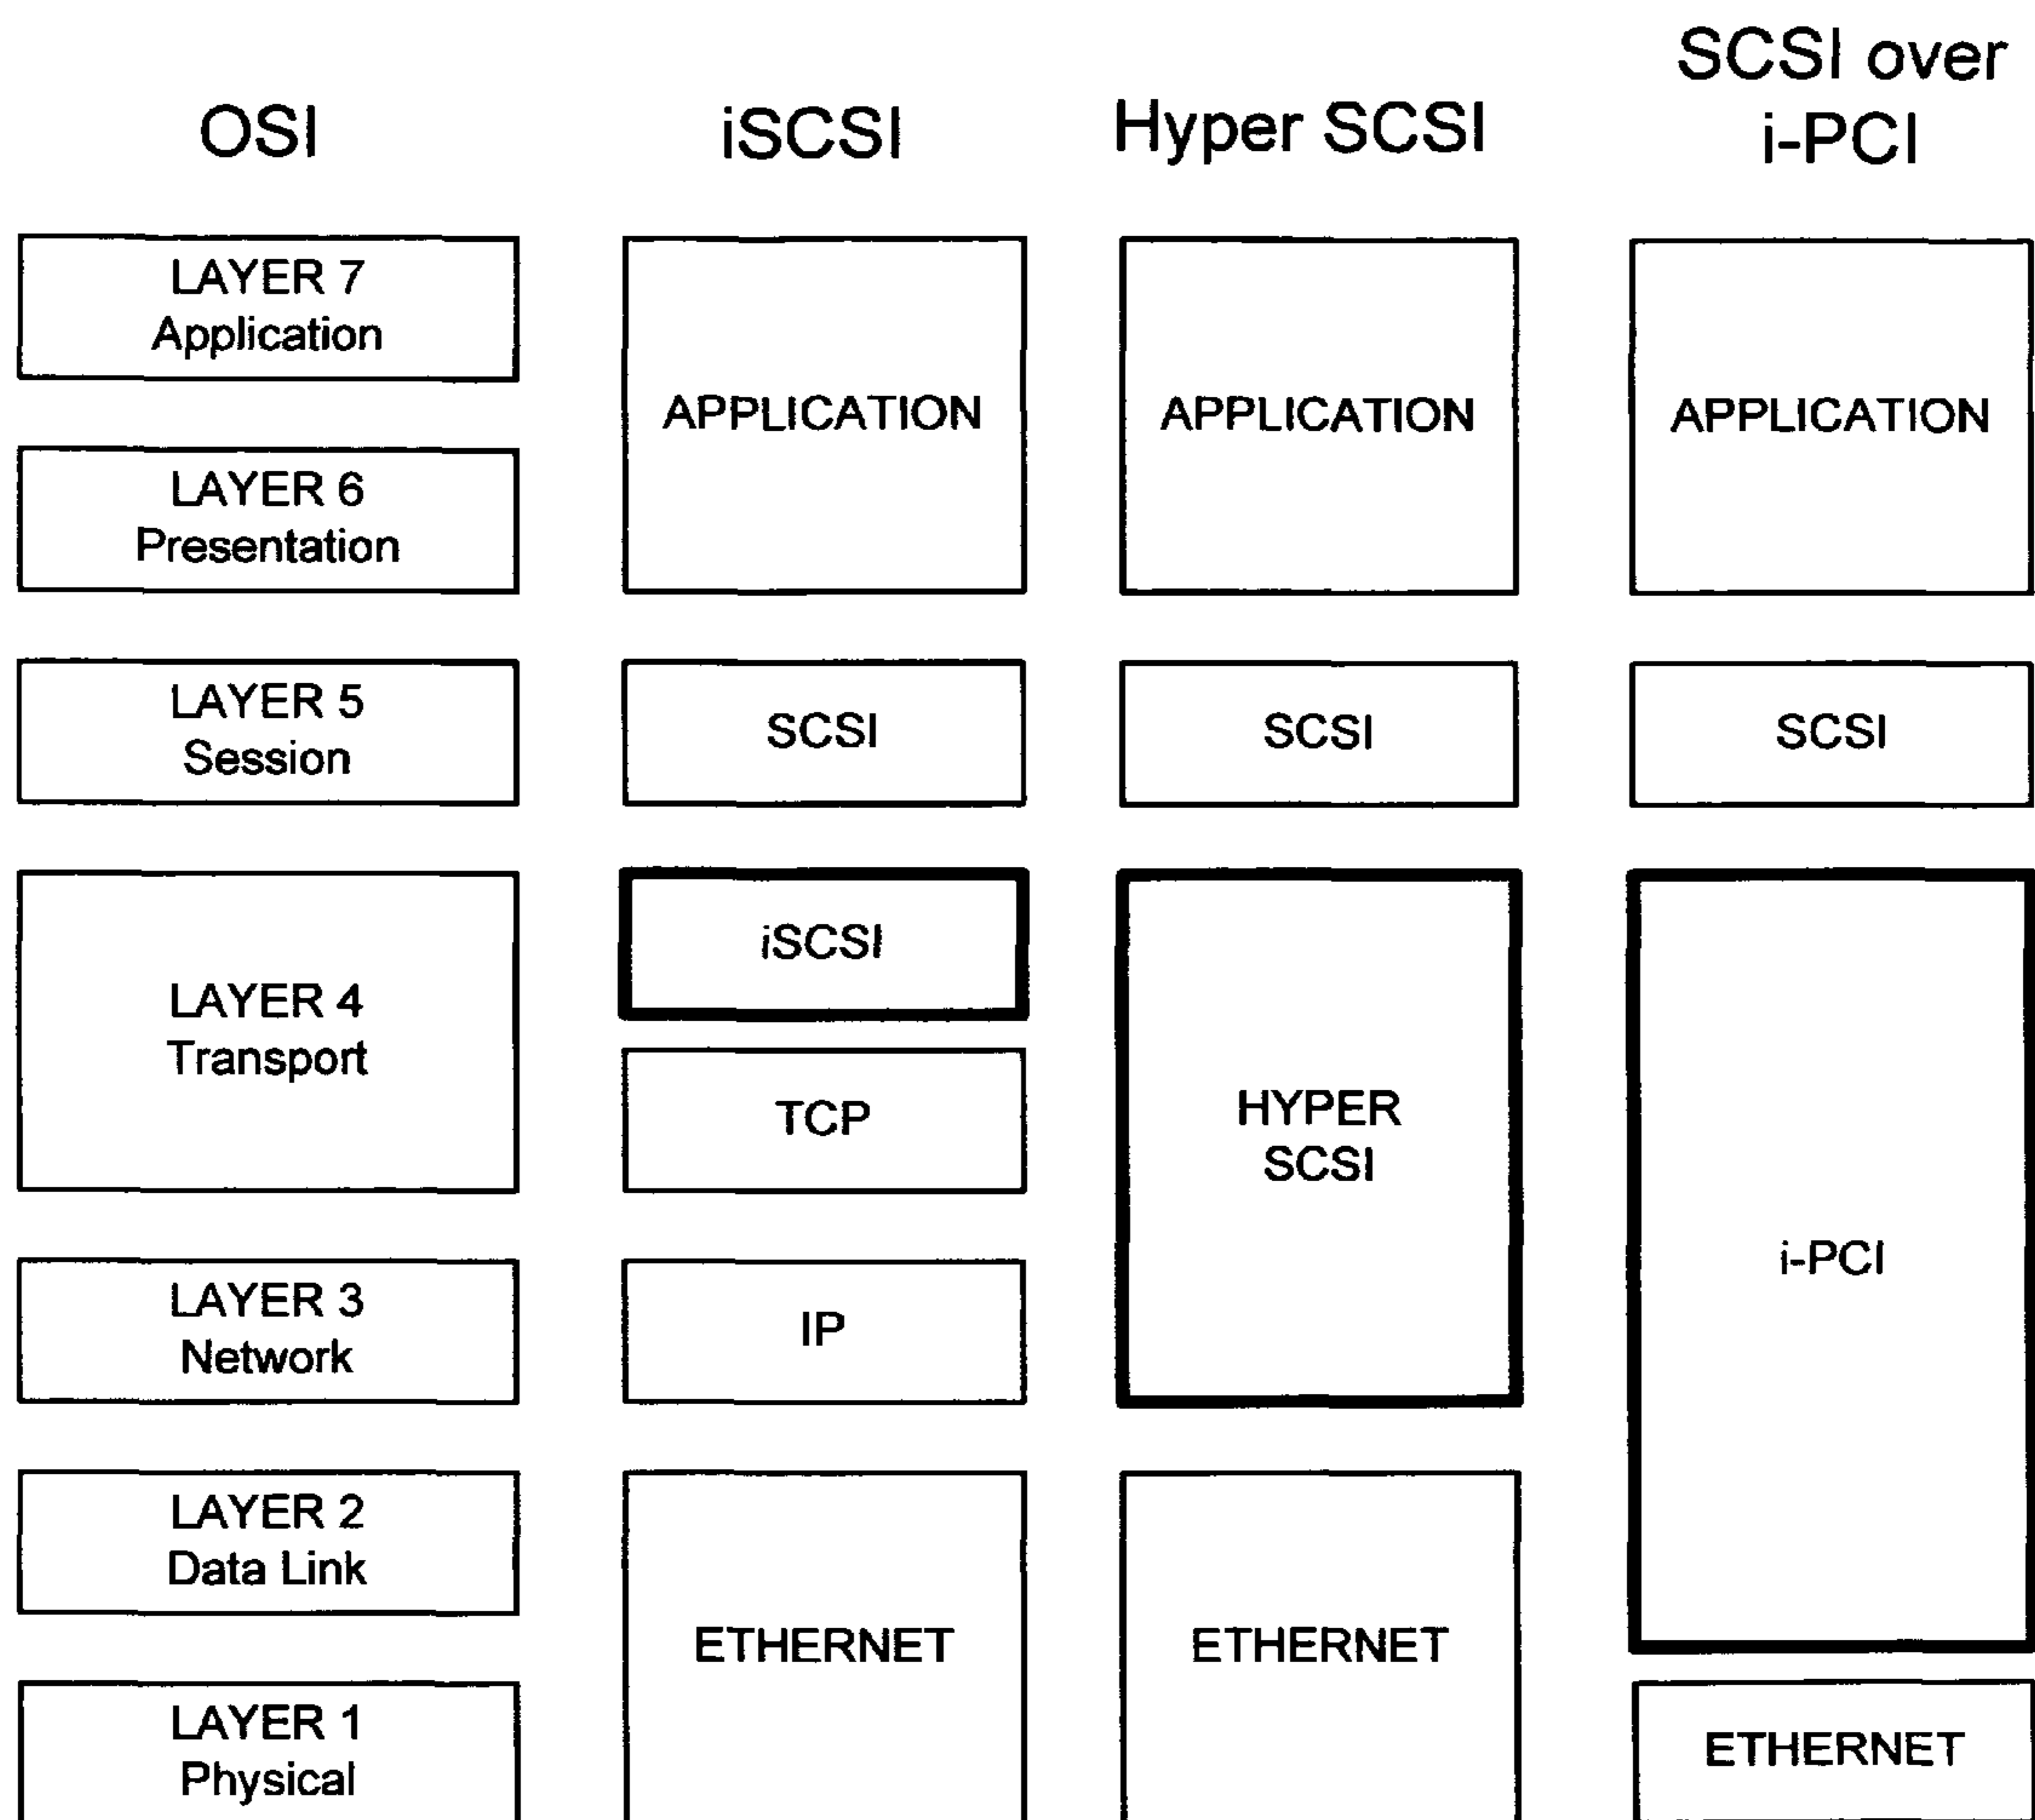 OSI
iSCSI
Hyper SCSI
SCSI over
i-PCI
LAYER 7
Application
LAYER 6
Presentation
LAYER 5
Session
LAYER 4
Transport
LAYER 3
Network
LAYER 2
Data Link
LAYER 1
Physical
APPLICATION
SCSI
iSCSI
TCP
IP
ETHERNET
APPLICATION
SCSI
HYPER
SCSI
ETHERNET
APPLICATION
SCSI
i-PCI
ETHERNET